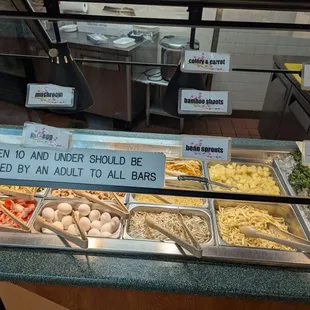 celery & carrot
mushroom
bamboo shoots
egg
bean sprouts
EN 10 AND UNDER SHOULD BE
ED BY AN ADULT TO ALL BARS